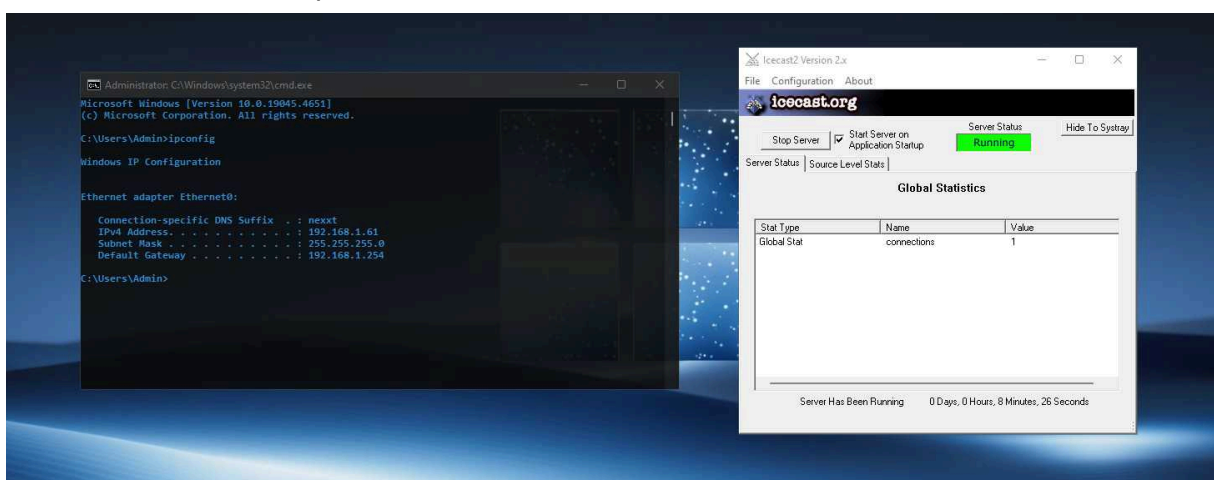 Administrator: C:\Windows\system32\cmd.exe
Microsoft Windows [Version 10.0.19045.4651]
(c) Microsoft Corporation. All rights reserved.
C:\Users\Admin>ipconfig
Windows IP Configuration
Ethernet adapter Ethernet0:
Connection-specific DNS Suffix . : nexxt
IPv4 Address. . . . . . . . . . . : 192.168.1.61
Subnet Mask . . . . . . . . . . . : 255.255.255.0
Default Gateway . . . . . . . . . : 192.168.1.254
C:\Users\Admin>
Icecast2 Version 2.x
File Configuration About
icecast.org
Stop Server
Start Server on
Application Startup
Server Status
Running
Hide To Systray
Server Status Source Level Stats
Global Statistics
Stat Type Name Value
Global Stat connections 1
Server Has Been Running 0 Days, 0 Hours, 8 Minutes, 26 Seconds